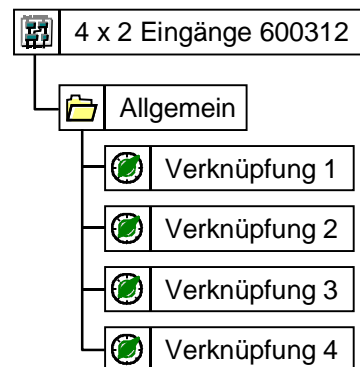 4 x 2 Eingänge 600312
Allgemein
Verknüpfung 1
Verknüpfung 2
Verknüpfung 3
Verknüpfung 4